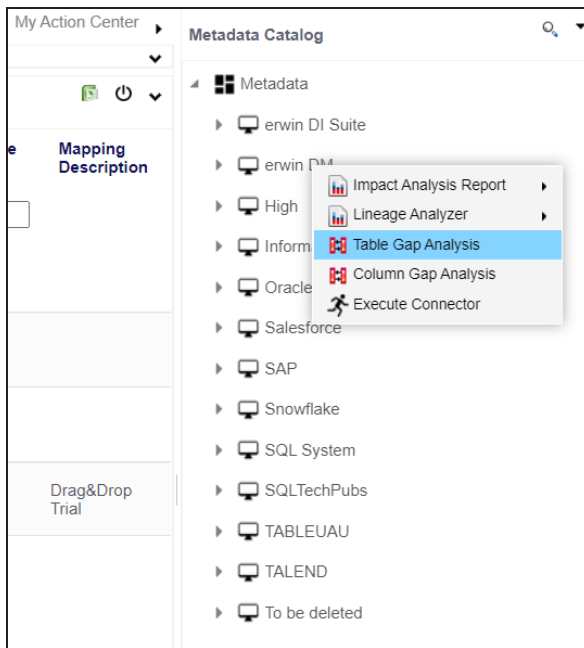 My Action Center
e
Mapping
Description
Drag&Drop
Trial
Metadata Catalog
Metadata
erwin DI Suite
erwin DM
High
Inform
Oracle
Salesforce
SAP
Snowflake
SQL System
SQLTechPubs
TABLEUAU
TALEND
To be deleted
Impact Analysis Report
Lineage Analyzer
Table Gap Analysis
Column Gap Analysis
Execute Connector